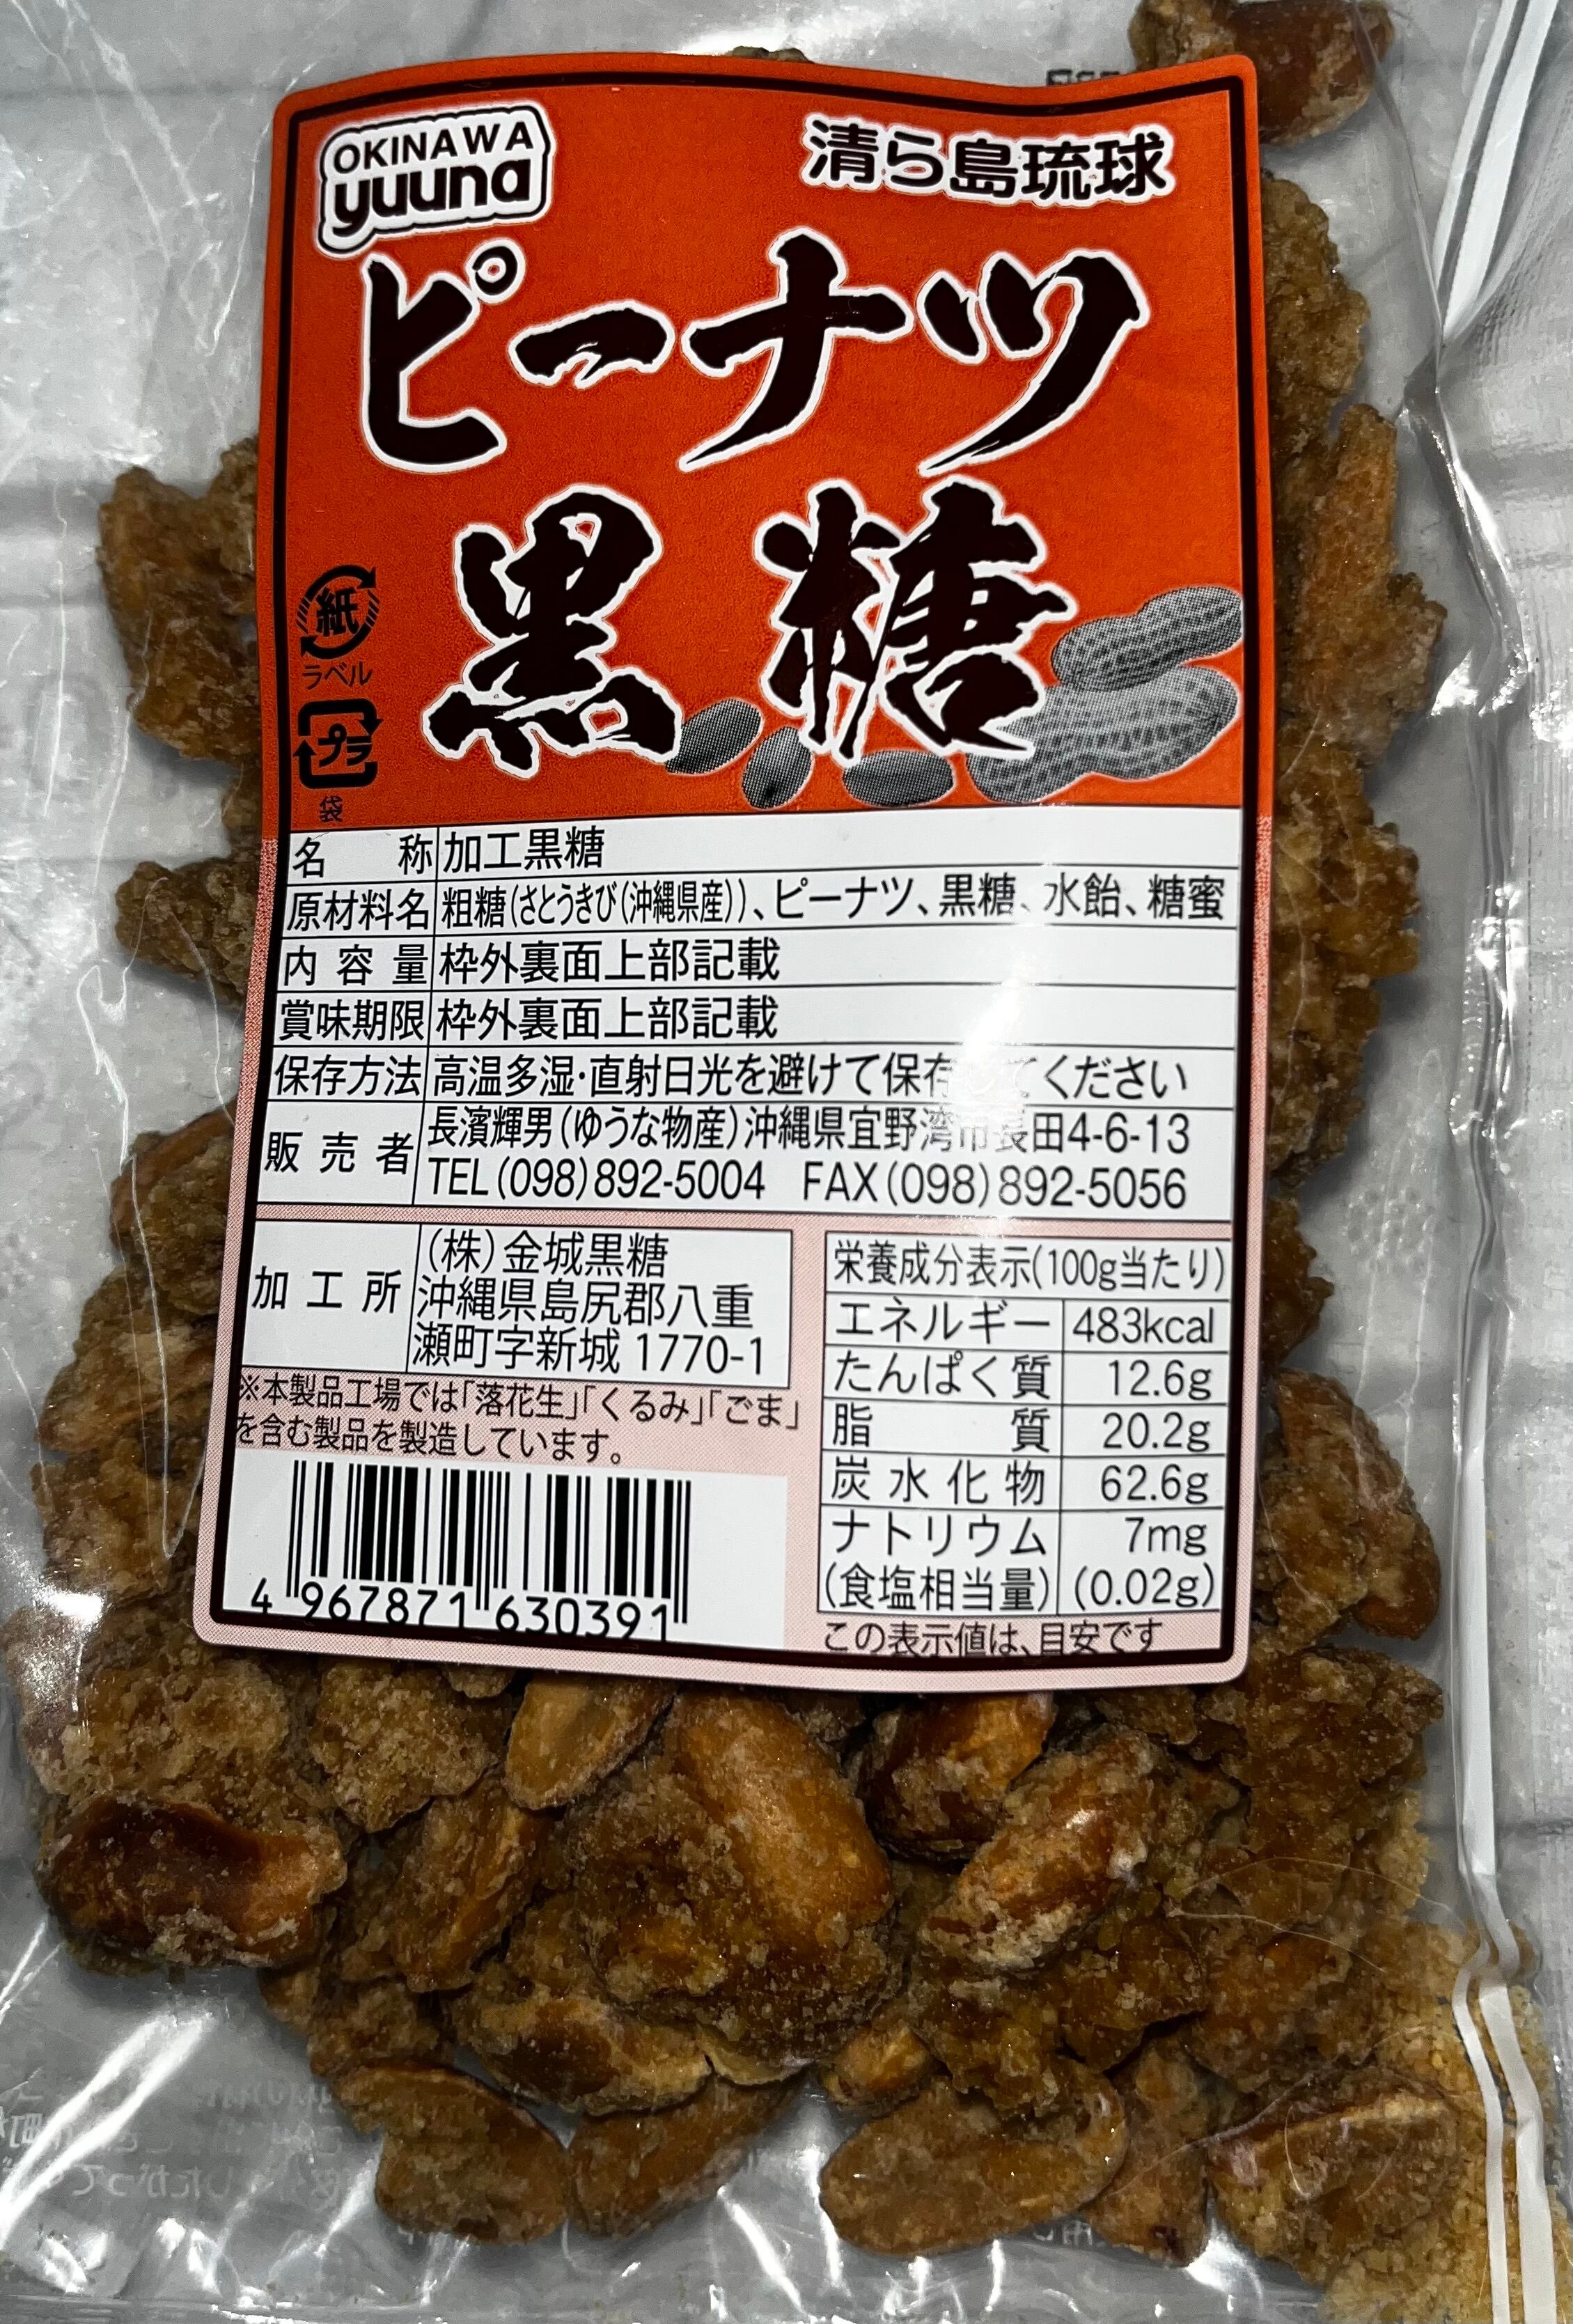 OKINAWA
yuuna
清ら島琉球
ピーナツ
黒糖
紙
ラベル
プラ
袋
名称 加工黒糖
原材料名 粗糖(さとうきび(沖縄県産))、ピーナツ、黒糖、水飴、糖蜜
内容量 枠外裏面上部記載
賞味期限 枠外裏面上部記載
保存方法 高温多湿・直射日光を避けて保存してください
販売者 長濱輝男(ゆうな物産)沖縄県宜野湾市長田4-6-13
TEL(098)892-5004 FAX(098)892-5056
加工所 (株)金城黒糖
沖縄県島尻郡八重
瀬町字新城 1770-1
※本製品工場では「落花生」「くるみ」「ごま」
を含む製品を製造しています。
4 967871 630391
栄養成分表示(100g当たり)
エネルギー 483kcal
たんぱく質 12.6g
脂質 20.2g
炭水化物 62.6g
ナトリウム 7mg
(食塩相当量) (0.02g)
この表示値は、目安です